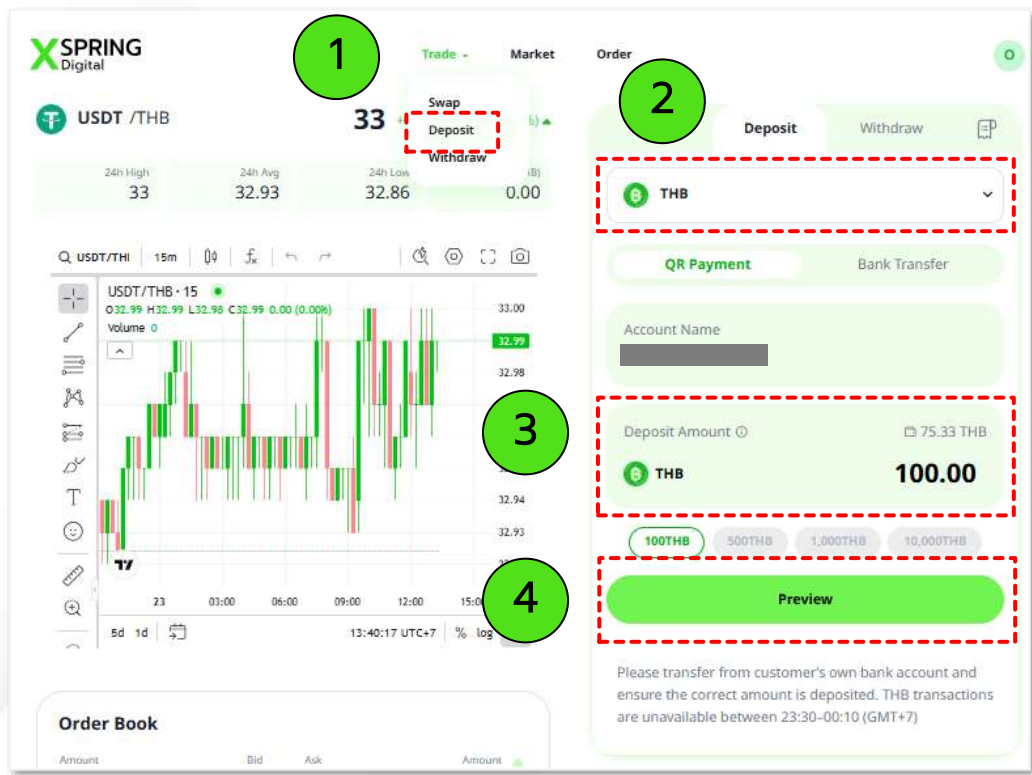 XSPRING
Digital
1
Trade
Market
Order
O
Swap
Deposit
Withdraw
USDT /THB
33
24h High
33
24h Avg
32.93
24h Low
32.86
0.00
USDT/THI
15m
USDT/THB · 15
O32.99 H32.99 L32.98 C32.99 0.00 (0.00%)
Volume 0
33.00
32.99
32.98
32.94
32.93
23
03:00
06:00
09:00
12:00
5d 1d
13:40:17 UTC+7
% log
Order Book
Amount
Bid
Ask
Amount
2
Deposit
Withdraw
THB
QR Payment
Bank Transfer
Account Name
3
Deposit Amount
75.33 THB
THB
100.00
100THB
500THB
1,000THB
10,000THB
4
Preview
Please transfer from customer's own bank account and
ensure the correct amount is deposited. THB transactions
are unavailable between 23:30–00:10 (GMT+7)